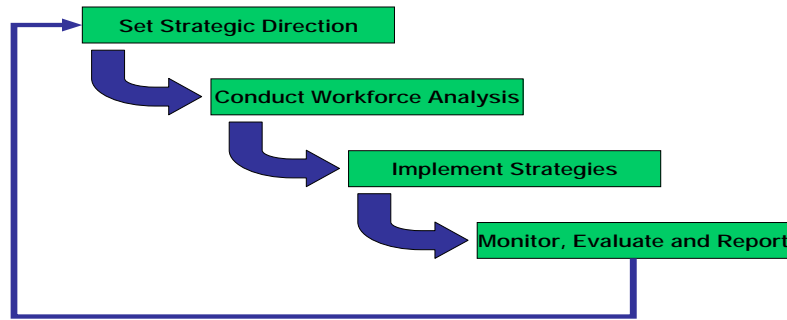 Set Strategic Direction
Conduct Workforce Analysis
Implement Strategies
Monitor, Evaluate and Report